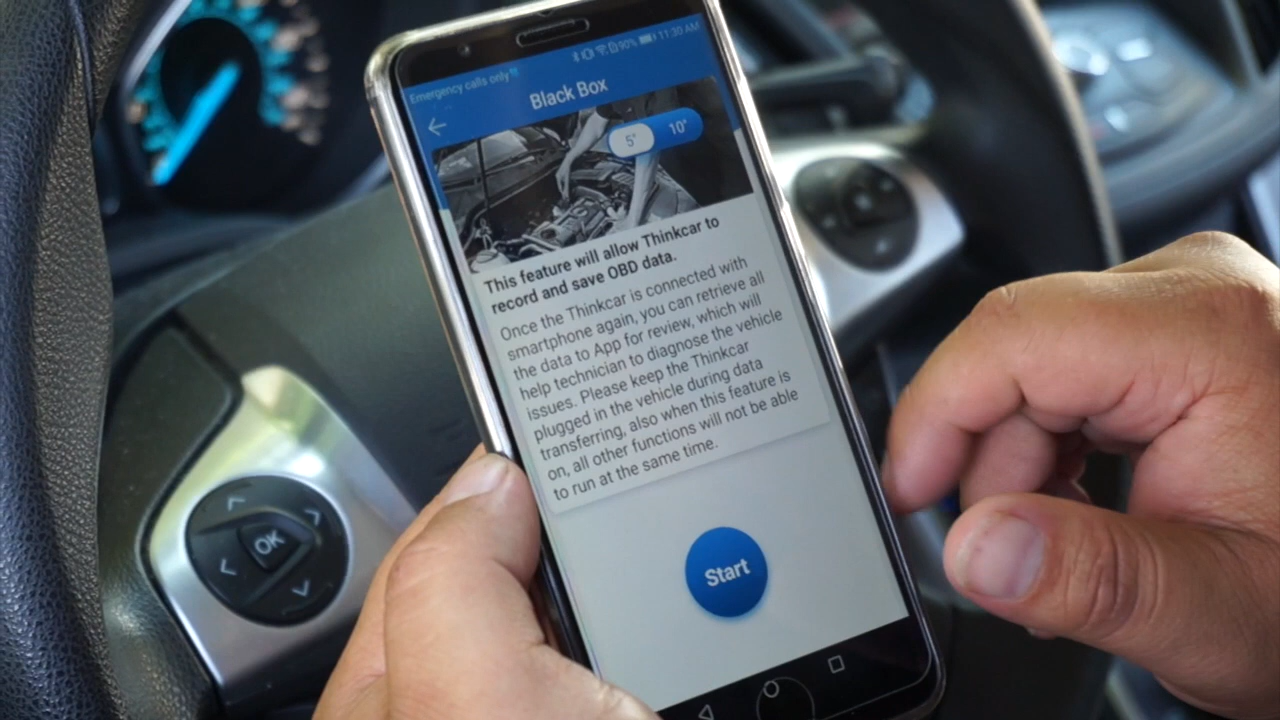 Emergency calls only
90% 11:30 AM
Black Box
5" 10"
This feature will allow Thinkcar to
record and save OBD data.
Once the Thinkcar is connected with
smartphone again, you can retrieve all
the data to App for review, which will
help technician to diagnose the vehicle
issues. Please keep the Thinkcar
plugged in the vehicle during data
transferring, also when this feature is
on, all other functions will not be able
to run at the same time.
Start
OK